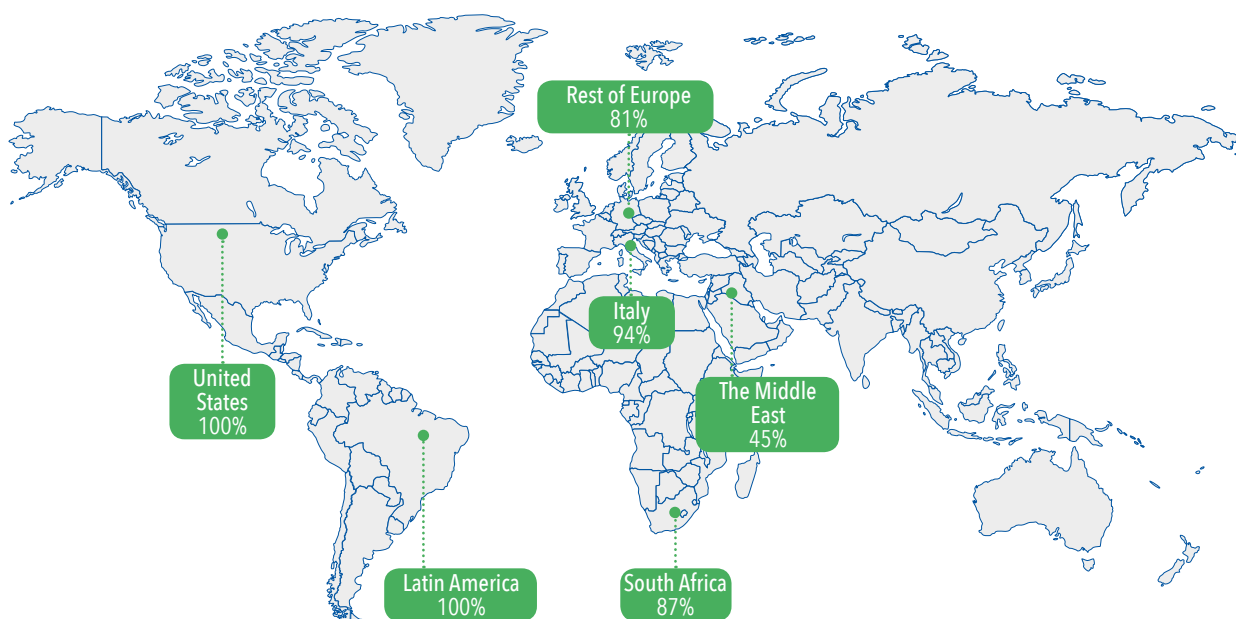 Rest of Europe
81%
Italy
94%
United
States
100%
The Middle
East
45%
Latin America
100%
South Africa
87%